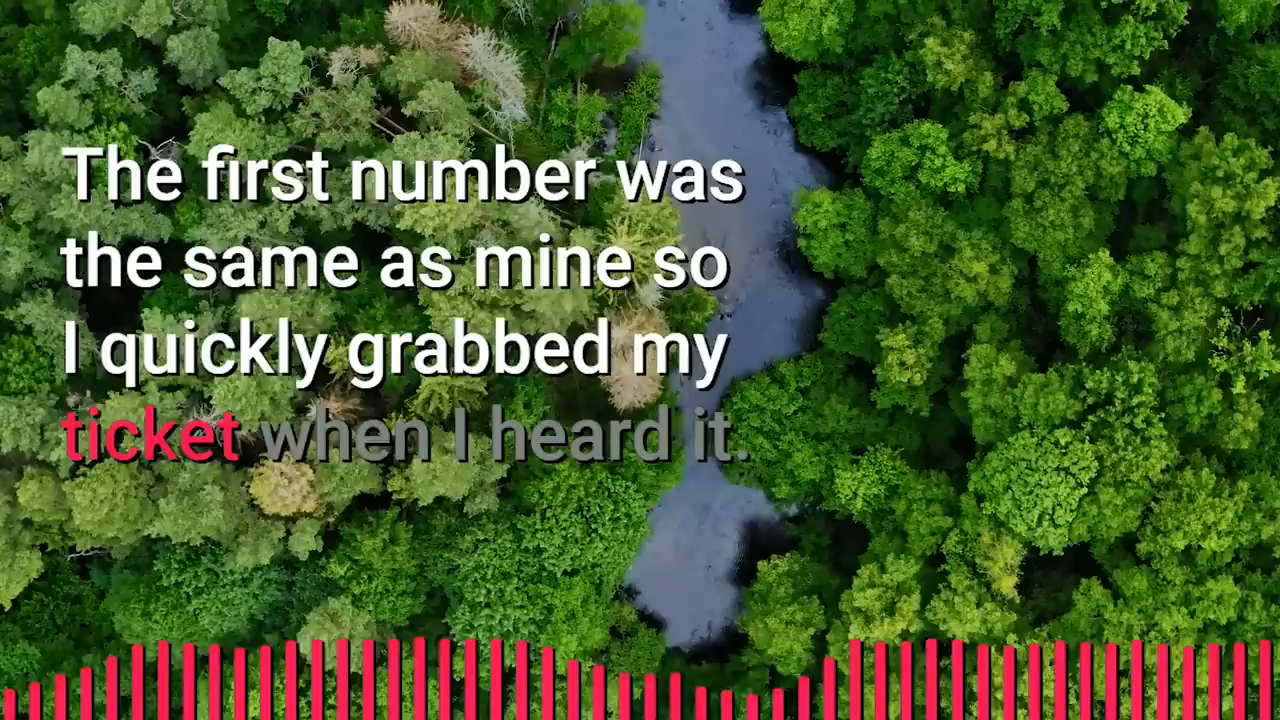 The first number was
the same as mine so
I quickly grabbed my
ticket when I heard it.